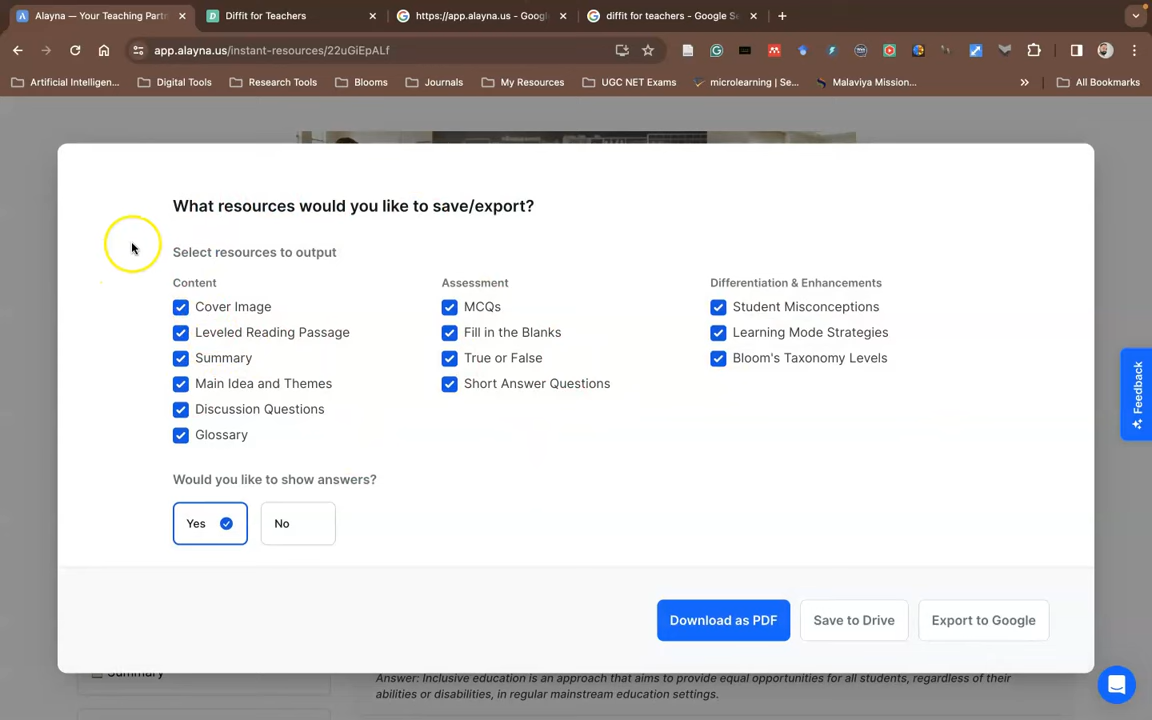 Alayna — Your Teaching Partn
Diffit for Teachers
https://app.alayna.us - Googl
diffit for teachers - Google Se
app.alayna.us/instant-resources/22uGiEpALf
Artificial Intelligen...
Digital Tools
Research Tools
Blooms
Journals
My Resources
UGC NET Exams
microlearning | Se...
Malaviya Mission...
All Bookmarks
What resources would you like to save/export?
Select resources to output
Content
Cover Image
Leveled Reading Passage
Summary
Main Idea and Themes
Discussion Questions
Glossary
Assessment
MCQs
Fill in the Blanks
True or False
Short Answer Questions
Differentiation & Enhancements
Student Misconceptions
Learning Mode Strategies
Bloom's Taxonomy Levels
Would you like to show answers?
Yes
No
Download as PDF
Save to Drive
Export to Google
Feedback
Summary
Answer: Inclusive education is an approach that aims to provide equal opportunities for all students, regardless of their
abilities or disabilities, in regular mainstream education settings.